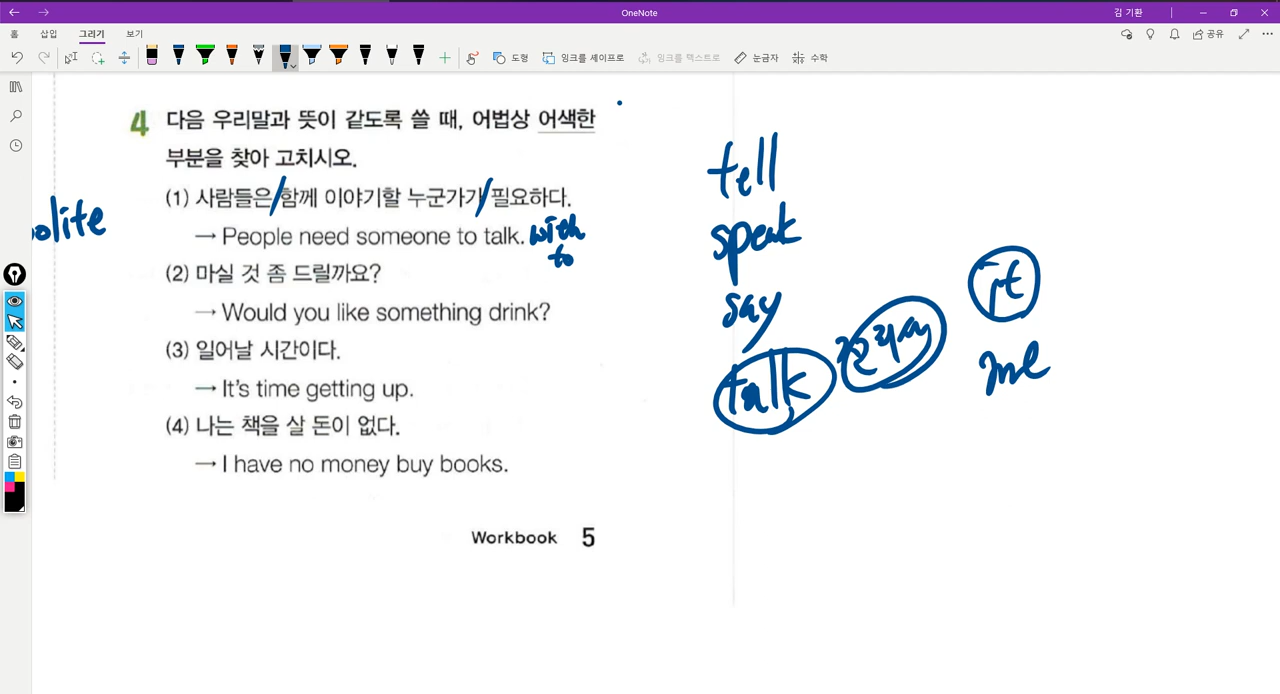 OneNote
김 기환
홈 삽입 그리기 보기
공유
도형 잉크를 셰이프로 잉크를 텍스트로 눈금자 수학
4 다음 우리말과 뜻이 같도록 쓸 때, 어법상 어색한
부분을 찾아 고치시오.
(1) 사람들은 / 함께 이야기할 누군가가 / 필요하다.
→ People need someone to talk. with
to
(2) 마실 것 좀 드릴까요?
→ Would you like something drink?
(3) 일어날 시간이다.
→ It's time getting up.
(4) 나는 책을 살 돈이 없다.
→ I have no money buy books.
Workbook 5
olite
tell
speak
say
talk
it
me